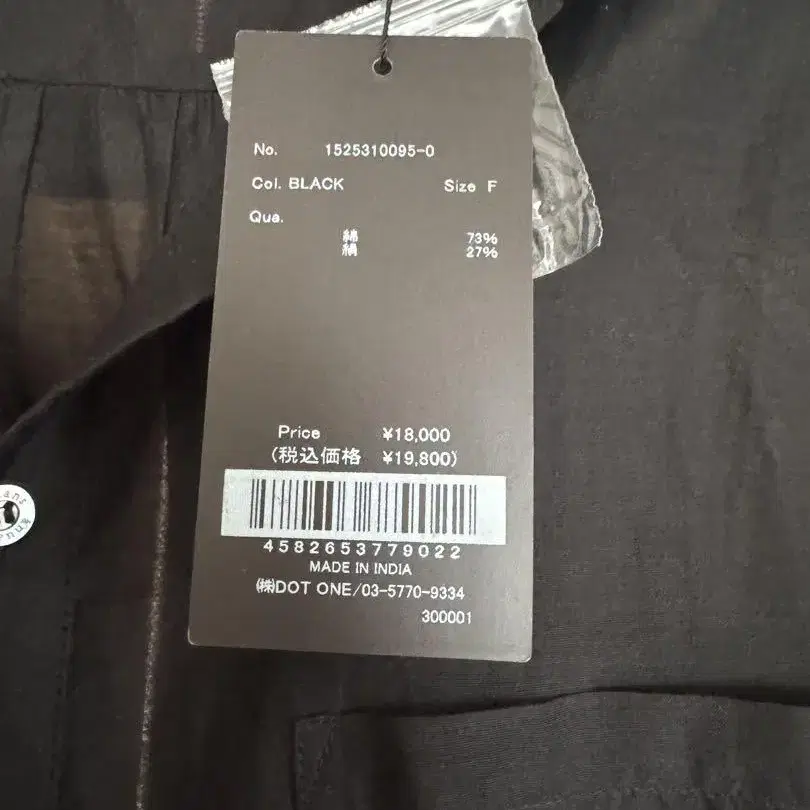 No. 1525310095-0
Col. BLACK Size F
Qua.
綿 73%
絹 27%
Price ¥18,000
(税込価格 ¥19,800)
4582653779022
MADE IN INDIA
㈱DOT ONE/03-5770-9334
300001